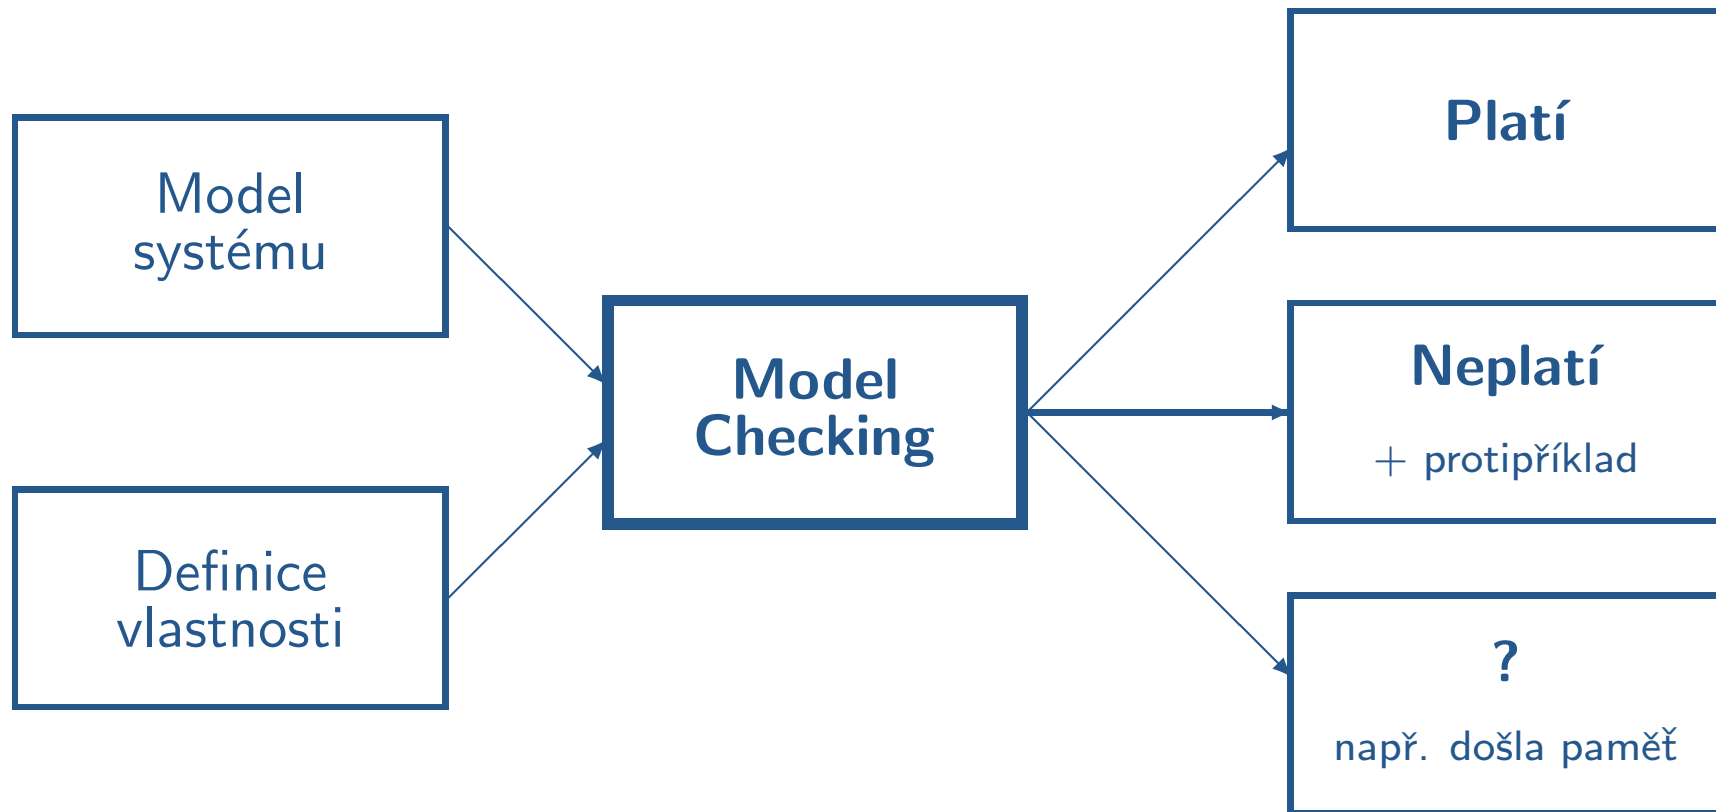 Model
systému
Definice
vlastnosti
Model
Checking
Platí
Neplatí
+ protipříklad
?
např. došla paměť